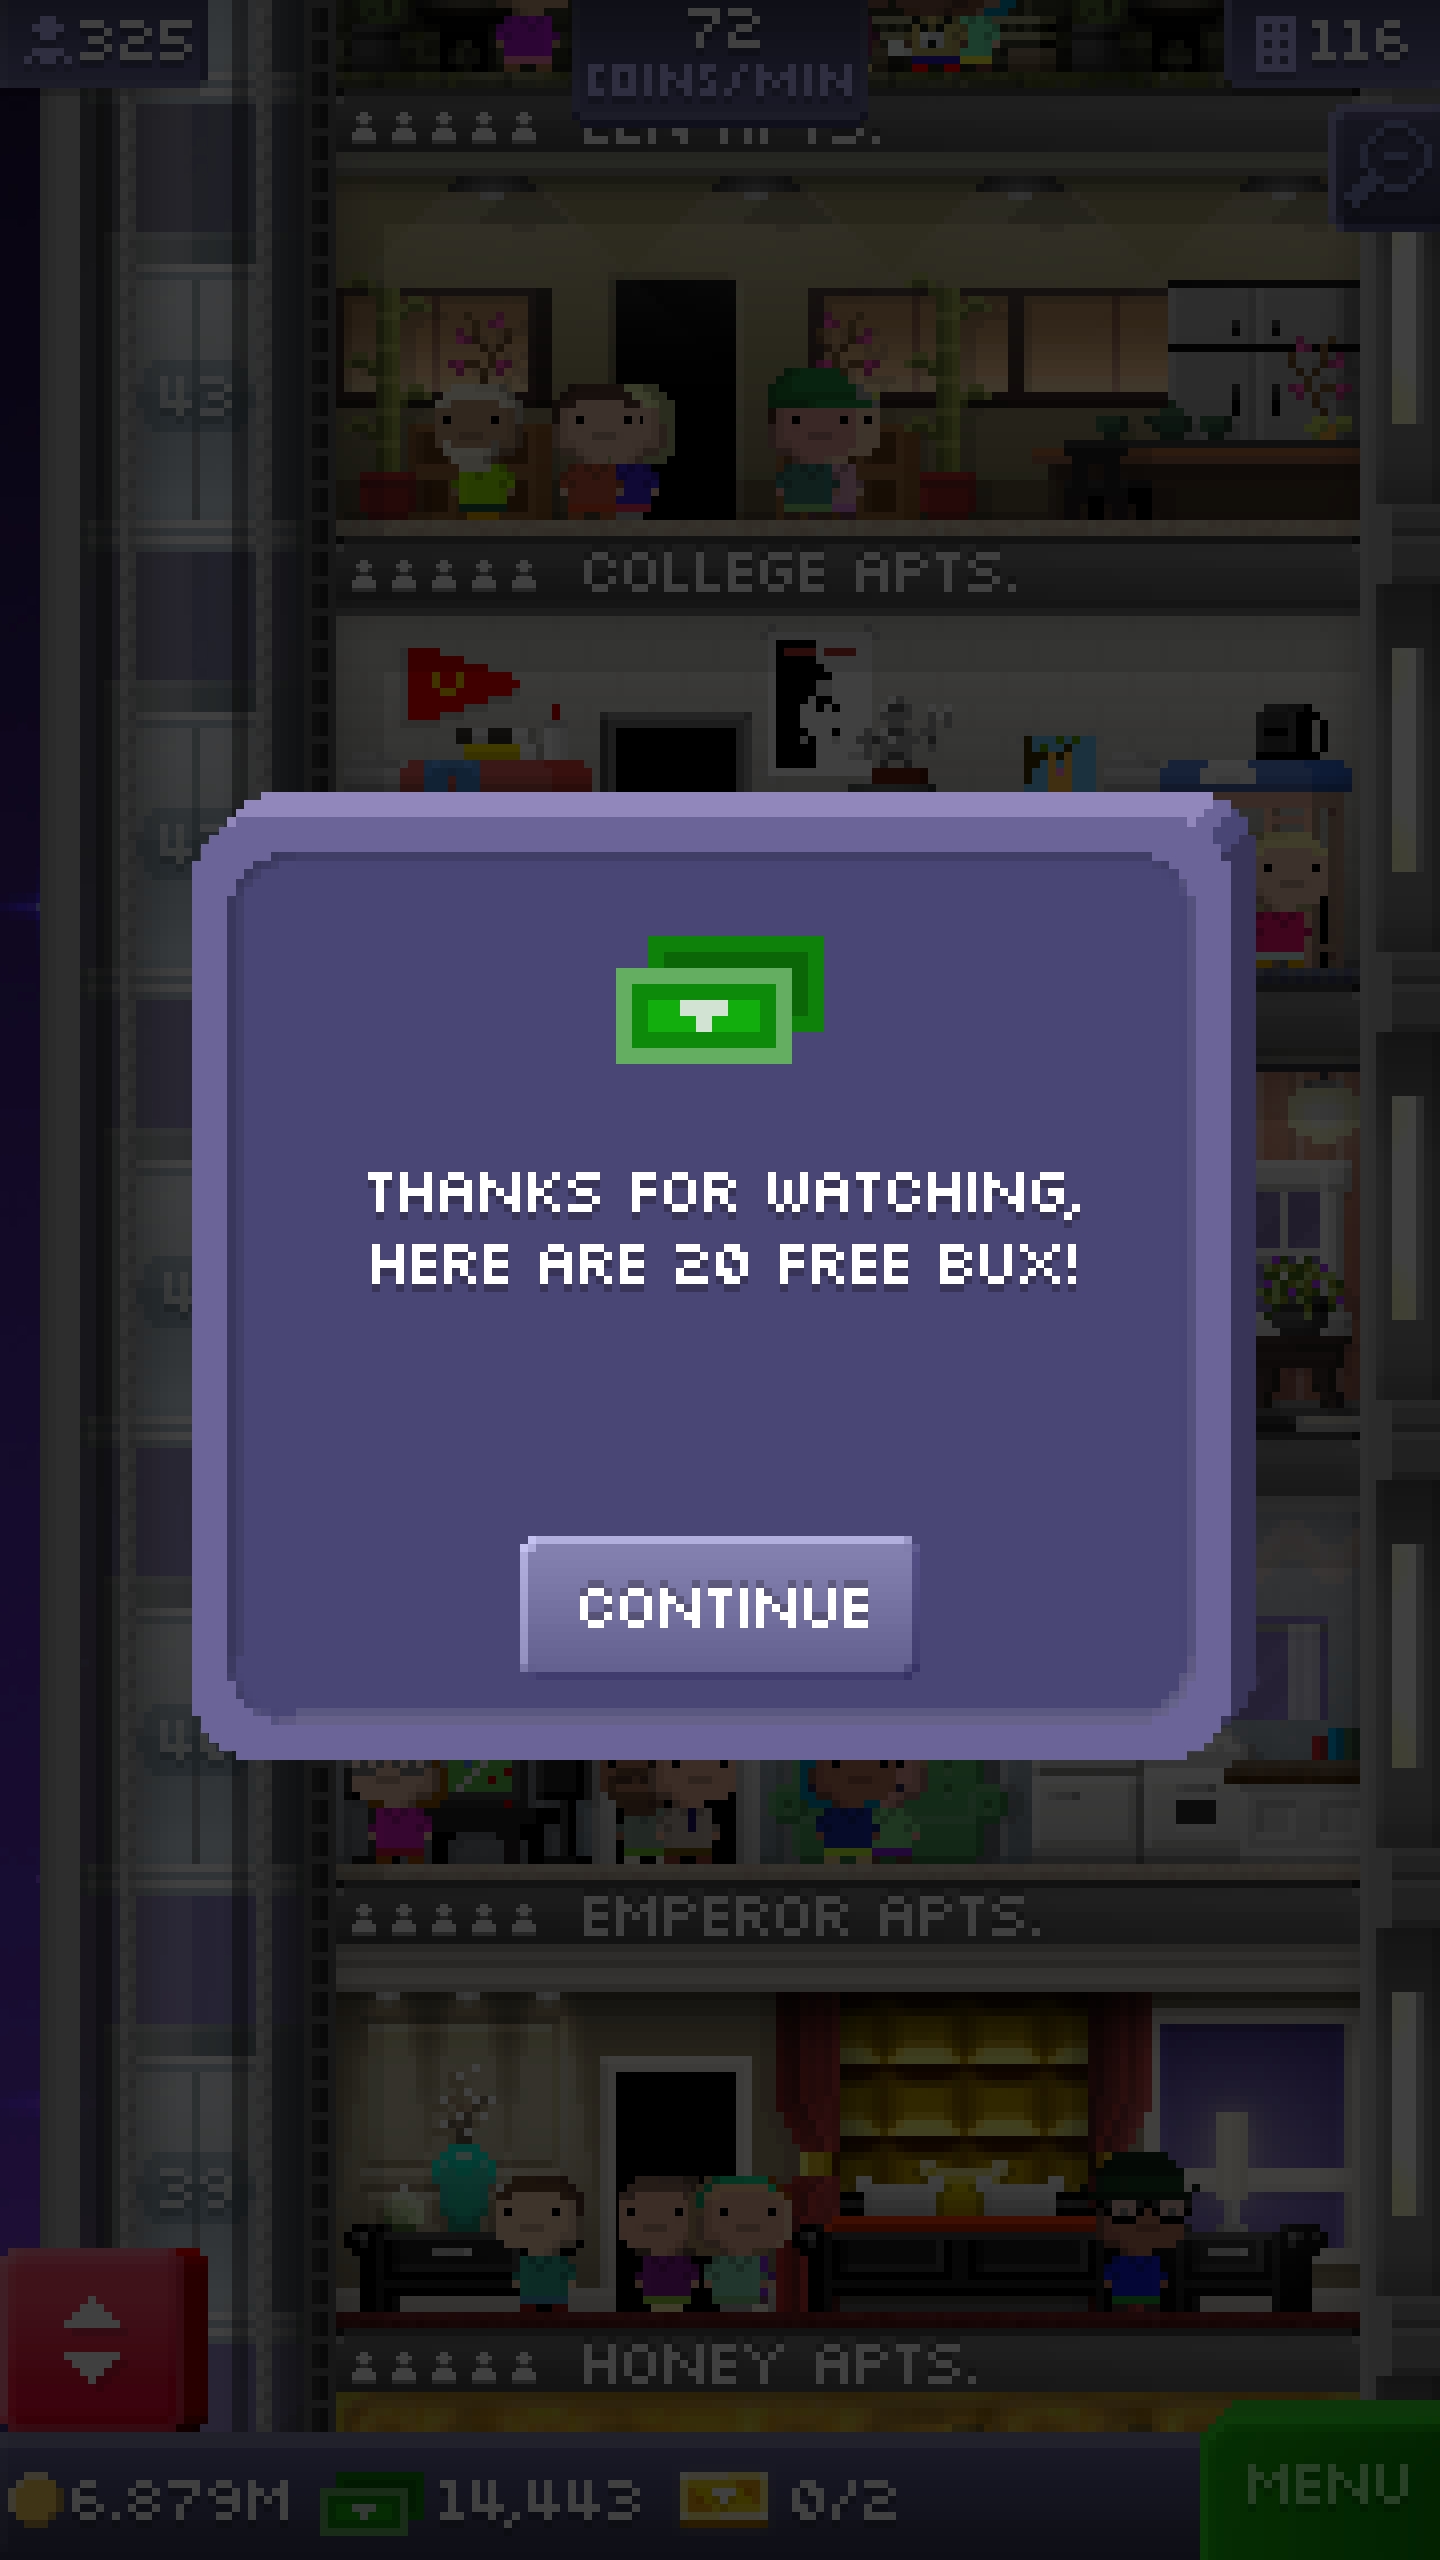 325
72
COINS/MIN
116
43
COLLEGE APTS.
U
THANKS FOR WATCHING,
HERE ARE 20 FREE BUX!
CONTINUE
EMPEROR APTS.
39
HONEY APTS.
6.879M
14,443
0/2
MENU